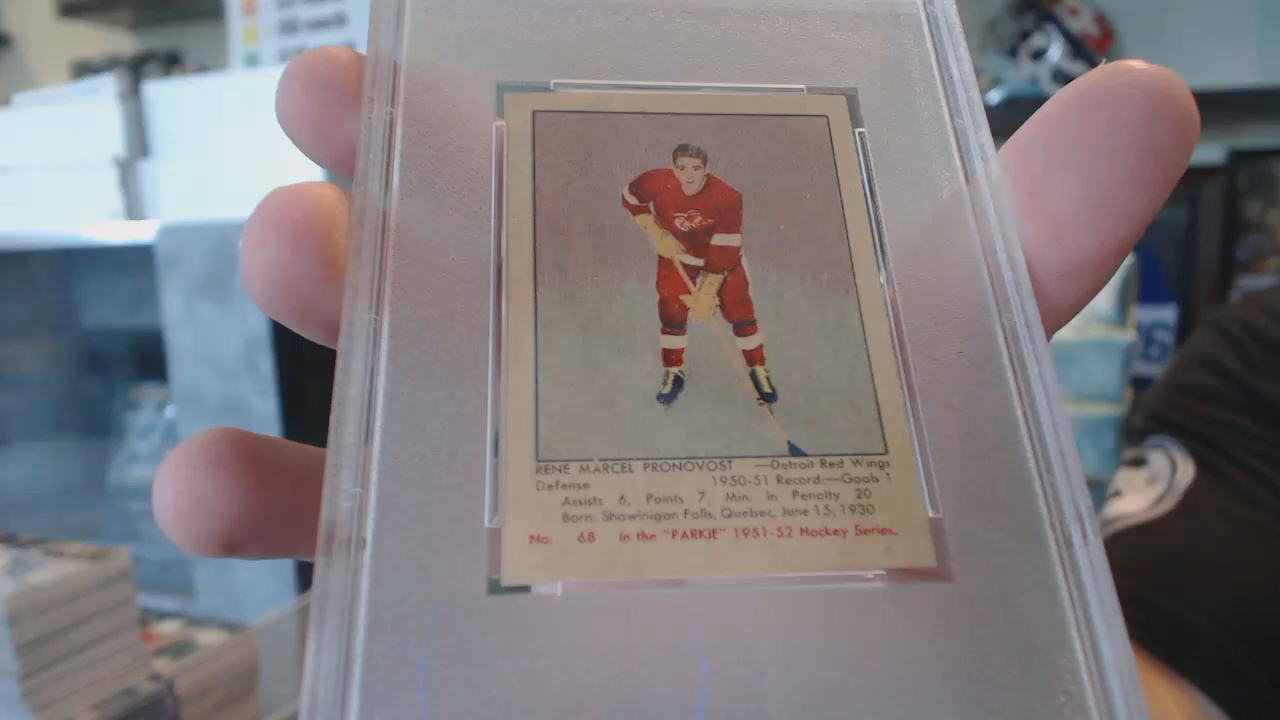 RENE MARCEL PRONOVOST —Detroit Red Wings
Defense 1950-51 Record:—Goals 1
Assists 6, Points 7, Min. in Penalty 20
Born: Shawinigan Falls, Quebec, June 15, 1930
No. 68 in the "PARKIE" 1951-52 Hockey Series.